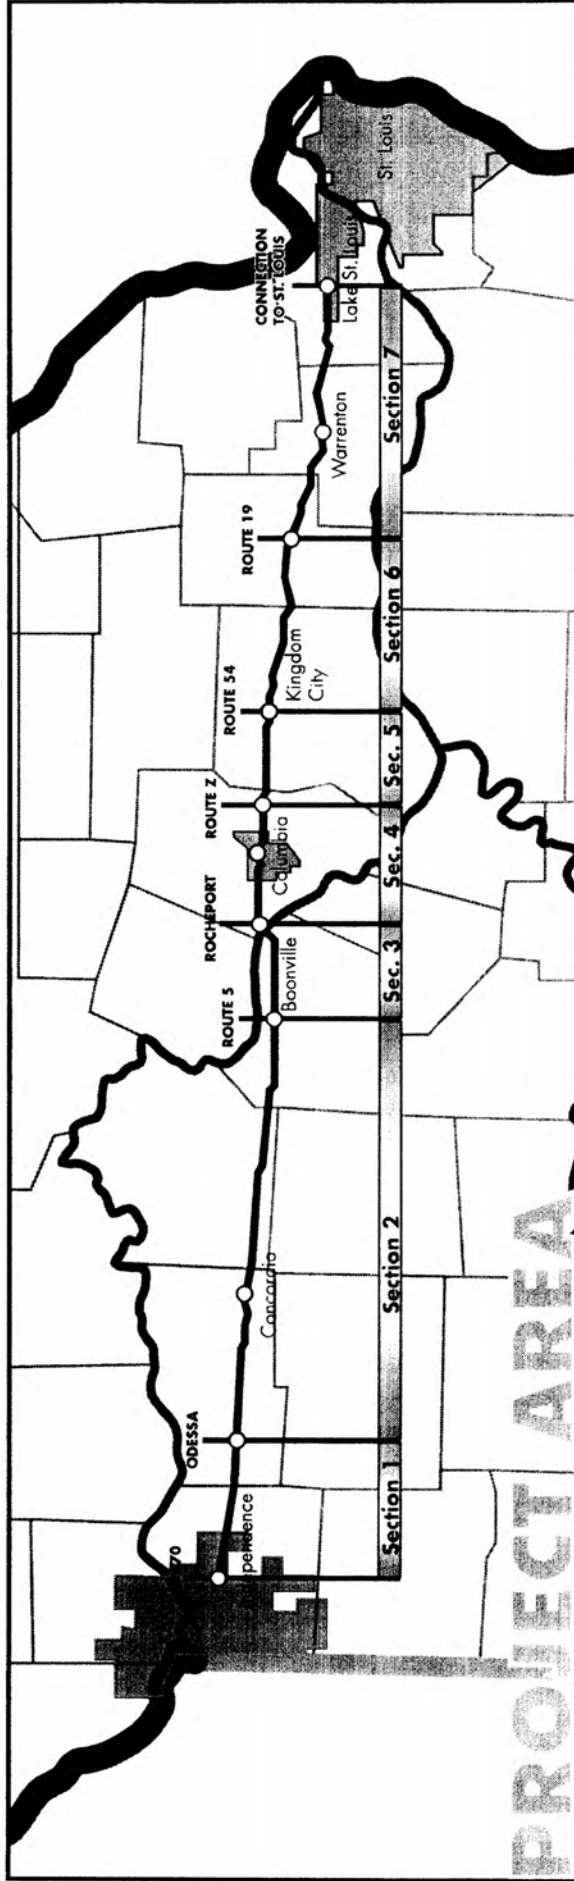 CONNECTION
TO ST. LOUIS
ROUTE 19
ROUTE 54
ROUTE Z
ROCHEPORT
ROUTE 5
ODESSA
70
St. Louis
Lake St. Louis
Warrenton
Kingdom
City
Columbia
Boonville
Concordia
Section 1
Section 2
Sec. 3
Sec. 4
Sec. 5
Section 6
Section 7
PROJECT AREA